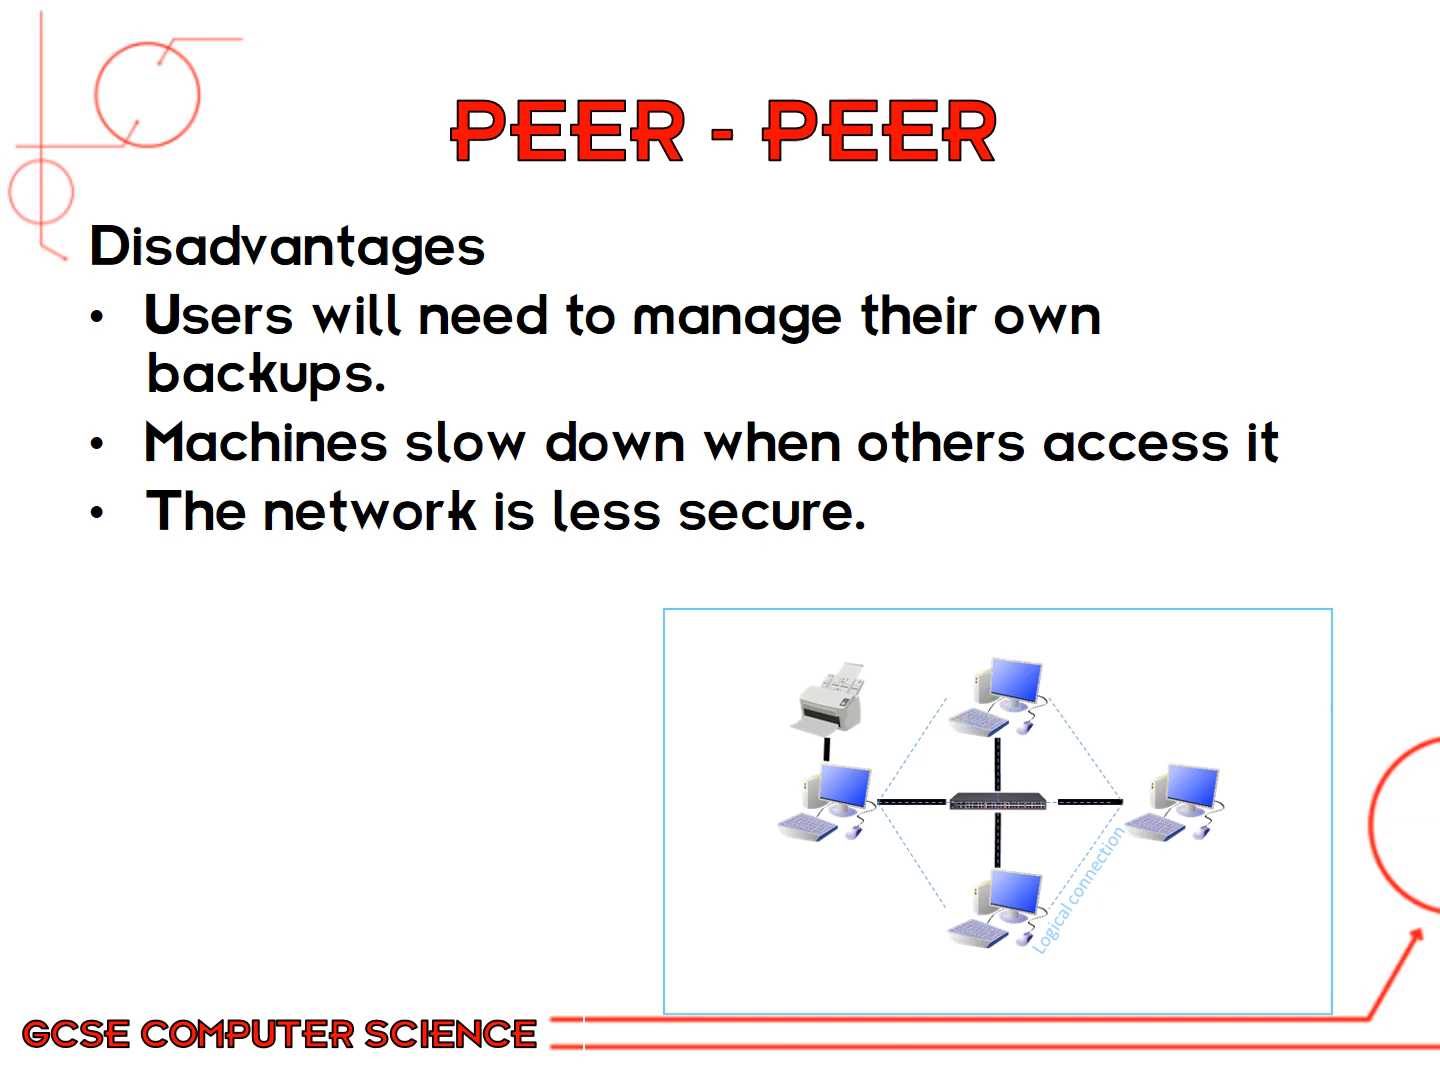 PEER - PEER
Disadvantages
• Users will need to manage their own
backups.
• Machines slow down when others access it
• The network is less secure.
Logical connection
GCSE COMPUTER SCIENCE